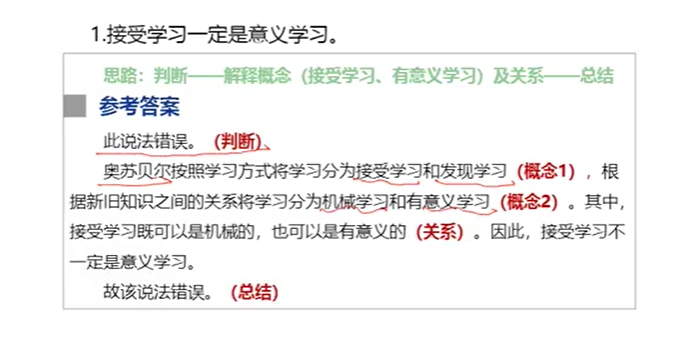 1.接受学习一定是意义学习。
思路：判断——解释概念（接受学习、有意义学习）及关系——总结
参考答案
此说法错误。（判断）
奥苏贝尔按照学习方式将学习分为接受学习和发现学习（概念1），根
据新旧知识之间的关系将学习分为机械学习和有意义学习（概念2）。其中，
接受学习既可以是机械的，也可以是有意义的（关系）。因此，接受学习不
一定是意义学习。
故该说法错误。（总结）